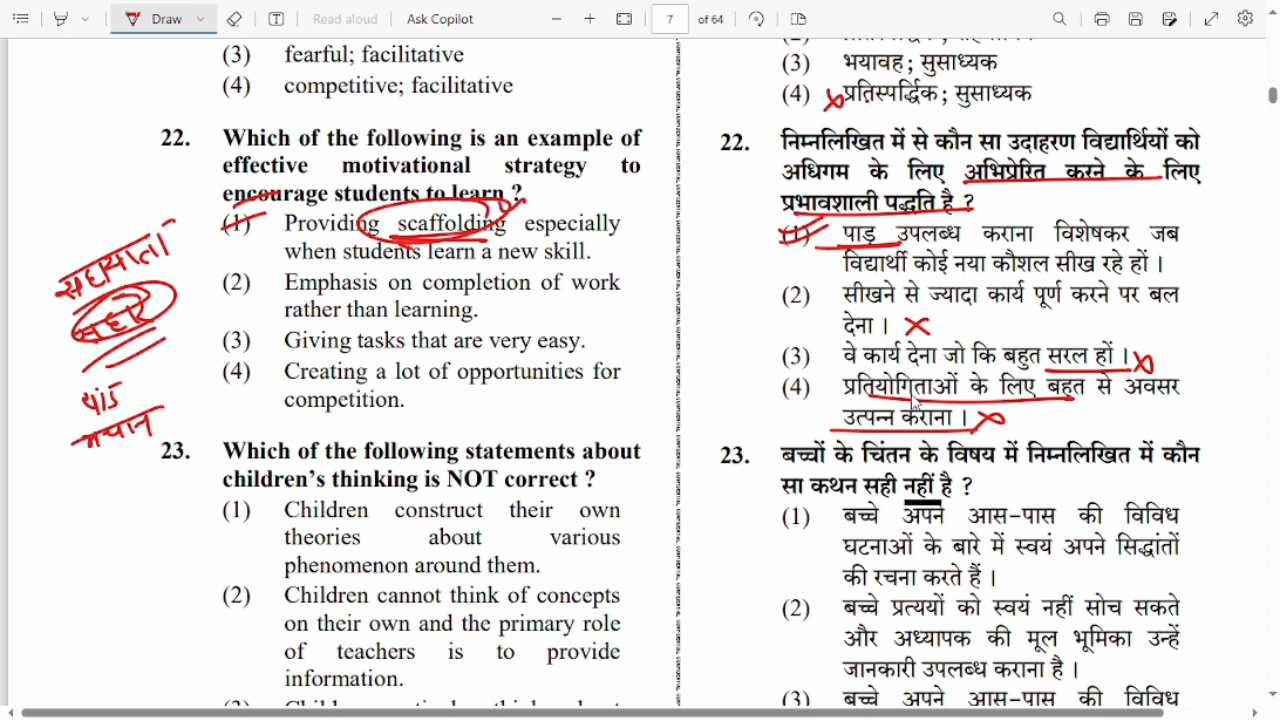 Draw
Read aloud
Ask Copilot
7
of 64
(3) fearful; facilitative
(4) competitive; facilitative
22. Which of the following is an example of
effective motivational strategy to
encourage students to learn ?
(1) Providing scaffolding especially
when students learn a new skill.
(2) Emphasis on completion of work
rather than learning.
(3) Giving tasks that are very easy.
(4) Creating a lot of opportunities for
competition.
23. Which of the following statements about
children's thinking is NOT correct ?
(1) Children construct their own
theories about various
phenomenon around them.
(2) Children cannot think of concepts
on their own and the primary role
of teachers is to provide
information.
सहायता
मदद
पाड
मचान
(3) भयावह ; सुसाध्यक
(4) प्रतिस्पर्द्धिक ; सुसाध्यक
22. निम्नलिखित में से कौन सा उदाहरण विद्यार्थियों को
अधिगम के लिए अभिप्रेरित करने के लिए
प्रभावशाली पद्धति है ?
(1) पाड़ उपलब्ध कराना विशेषकर जब
विद्यार्थी कोई नया कौशल सीख रहे हों ।
(2) सीखने से ज्यादा कार्य पूर्ण करने पर बल
देना ।
(3) वे कार्य देना जो कि बहुत सरल हों ।
(4) प्रतियोगिताओं के लिए बहुत से अवसर
उत्पन्न कराना ।
23. बच्चों के चिंतन के विषय में निम्नलिखित में कौन
सा कथन सही नहीं है ?
(1) बच्चे अपने आस-पास की विविध
घटनाओं के बारे में स्वयं अपने सिद्धांतों
की रचना करते हैं ।
(2) बच्चे प्रत्ययों को स्वयं नहीं सोच सकते
और अध्यापक की मूल भूमिका उन्हें
जानकारी उपलब्ध कराना है ।
(3) बच्चे अपने आस-पास की विविध